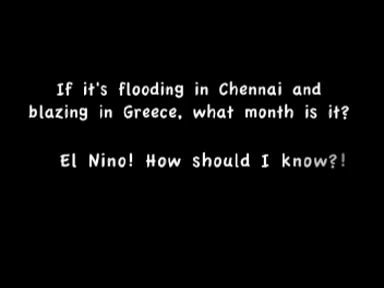 If it's flooding in Chennai and
blazing in Greece, what month is it?
El Nino! How should I know?!